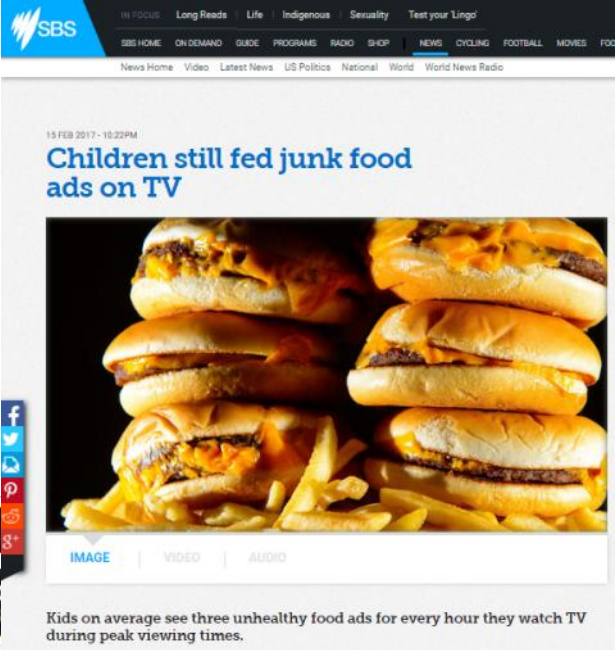 SBS
IN FOCUS Long Reads Life Indigenous Sexuality Test your 'Lingo'
SBS HOME ON DEMAND GUIDE PROGRAMS RADIO SHOP NEWS CYCLING FOOTBALL MOVIES FOO
News Home Video Latest News US Politics National World World News Radio
15 FEB 2017 - 10:22PM
Children still fed junk food
ads on TV
IMAGE VIDEO AUDIO
Kids on average see three unhealthy food ads for every hour they watch TV
during peak viewing times.